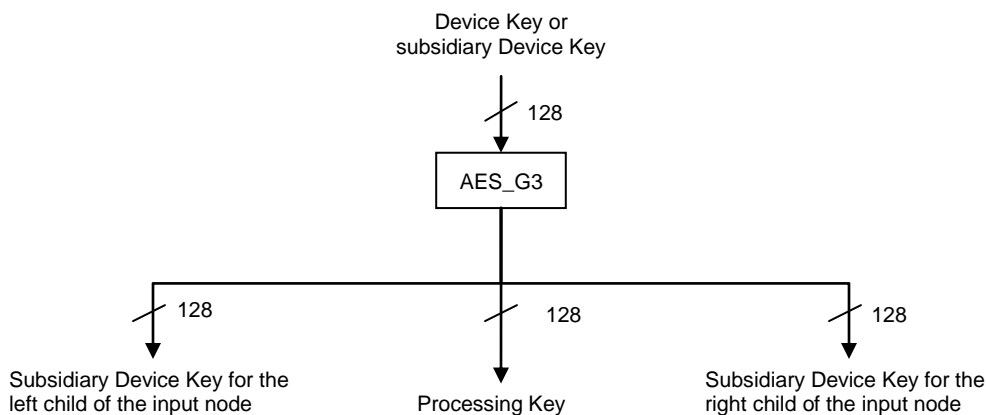 Device Key or
subsidiary Device Key
128
AES_G3
128
128
128
Subsidiary Device Key for the
left child of the input node
Processing Key
Subsidiary Device Key for the
right child of the input node